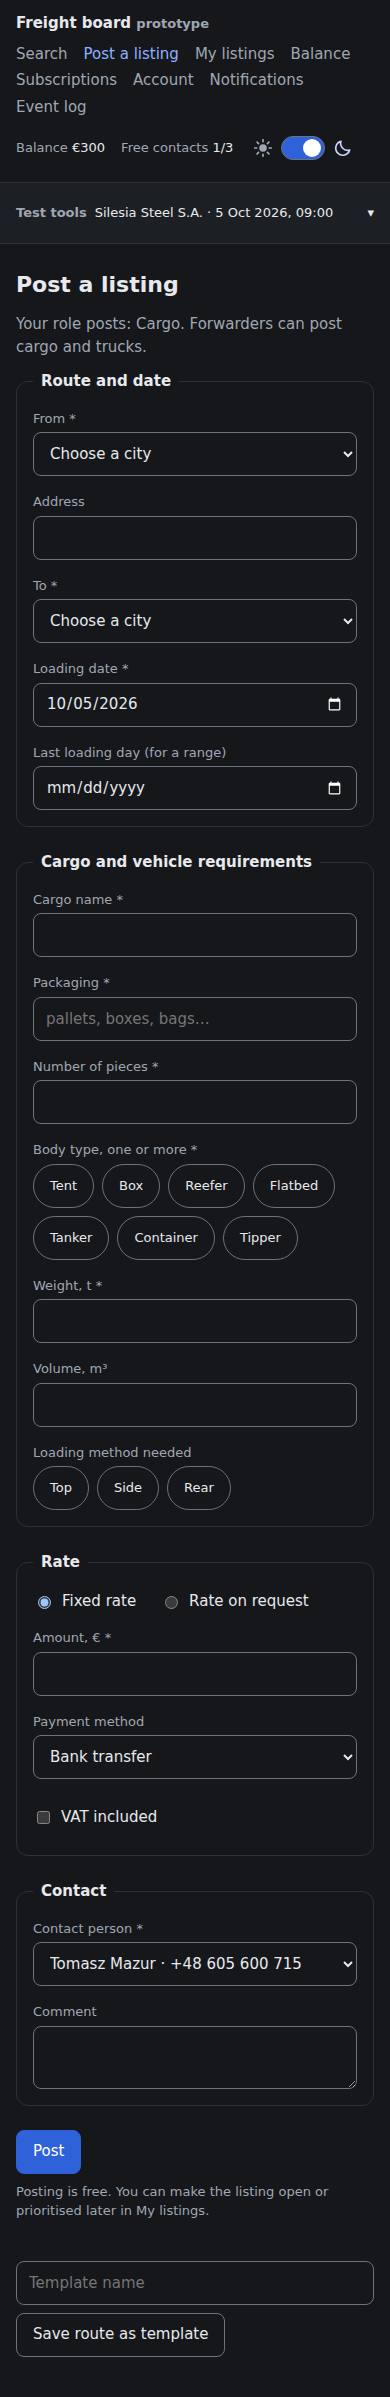 Freight board prototype
Search Post a listing My listings Balance
Subscriptions Account Notifications
Event log
Balance €300 Free contacts 1/3
Test tools Silesia Steel S.A. · 5 Oct 2026, 09:00 ▾
Post a listing
Your role posts: Cargo. Forwarders can post
cargo and trucks.
Route and date
From *
Choose a city
Address
To *
Choose a city
Loading date *
10/05/2026
Last loading day (for a range)
mm/dd/yyyy
Cargo and vehicle requirements
Cargo name *
Packaging *
pallets, boxes, bags...
Number of pieces *
Body type, one or more *
Tent Box Reefer Flatbed
Tanker Container Tipper
Weight, t *
Volume, m³
Loading method needed
Top Side Rear
Rate
Fixed rate Rate on request
Amount, € *
Payment method
Bank transfer
VAT included
Contact
Contact person *
Tomasz Mazur · +48 605 600 715
Comment
Post
Posting is free. You can make the listing open or
prioritised later in My listings.
Template name
Save route as template